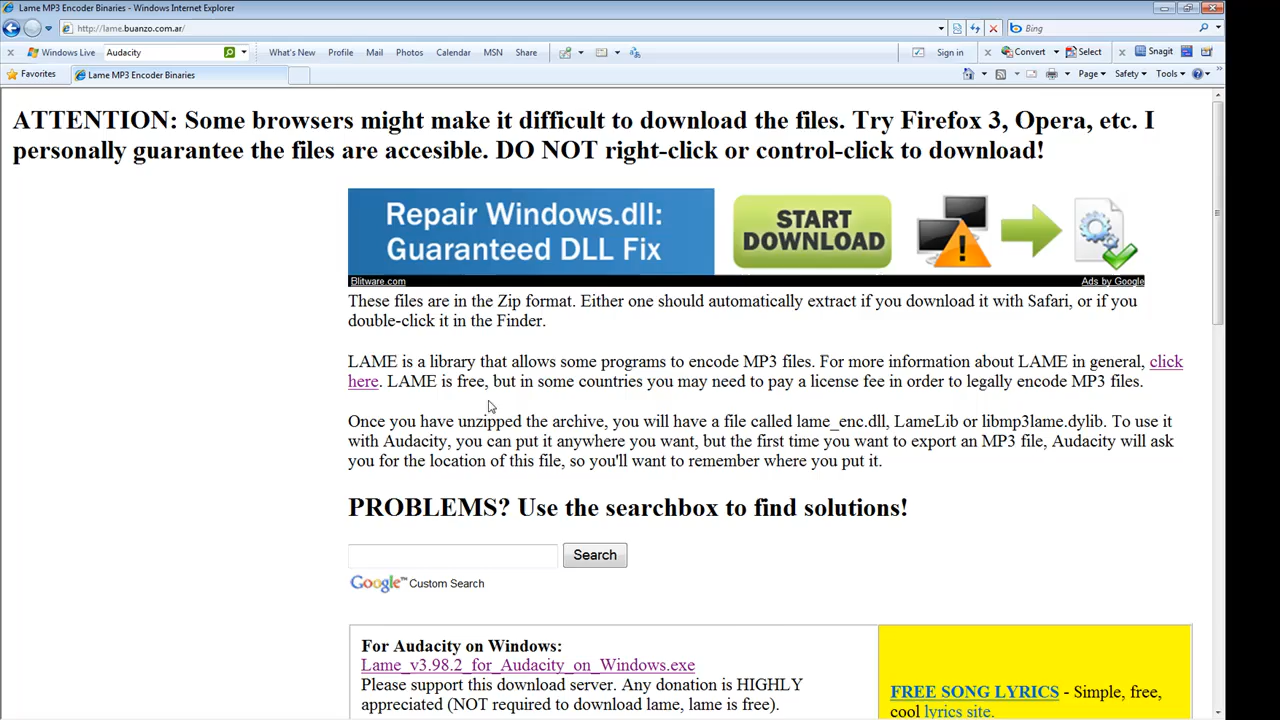 Lame MP3 Encoder Binaries - Windows Internet Explorer
http://lame.buanzo.com.ar/
Bing
Windows Live
Audacity
What's New
Profile
Mail
Photos
Calendar
MSN
Share
Sign in
Convert
Select
Snagit
Favorites
Lame MP3 Encoder Binaries
Page
Safety
Tools
ATTENTION: Some browsers might make it difficult to download the files. Try Firefox 3, Opera, etc. I
personally guarantee the files are accesible. DO NOT right-click or control-click to download!
Repair Windows.dll:
Guaranteed DLL Fix
START
DOWNLOAD
Blitware.com
Ads by Google
These files are in the Zip format. Either one should automatically extract if you download it with Safari, or if you
double-click it in the Finder.
LAME is a library that allows some programs to encode MP3 files. For more information about LAME in general, click
here. LAME is free, but in some countries you may need to pay a license fee in order to legally encode MP3 files.
Once you have unzipped the archive, you will have a file called lame_enc.dll, LameLib or libmp3lame.dylib. To use it
with Audacity, you can put it anywhere you want, but the first time you want to export an MP3 file, Audacity will ask
you for the location of this file, so you'll want to remember where you put it.
PROBLEMS? Use the searchbox to find solutions!
Search
Google™ Custom Search
For Audacity on Windows:
Lame_v3.98.2_for_Audacity_on_Windows.exe
Please support this download server. Any donation is HIGHLY
appreciated (NOT required to download lame, lame is free).
FREE SONG LYRICS - Simple, free,
cool lyrics site.